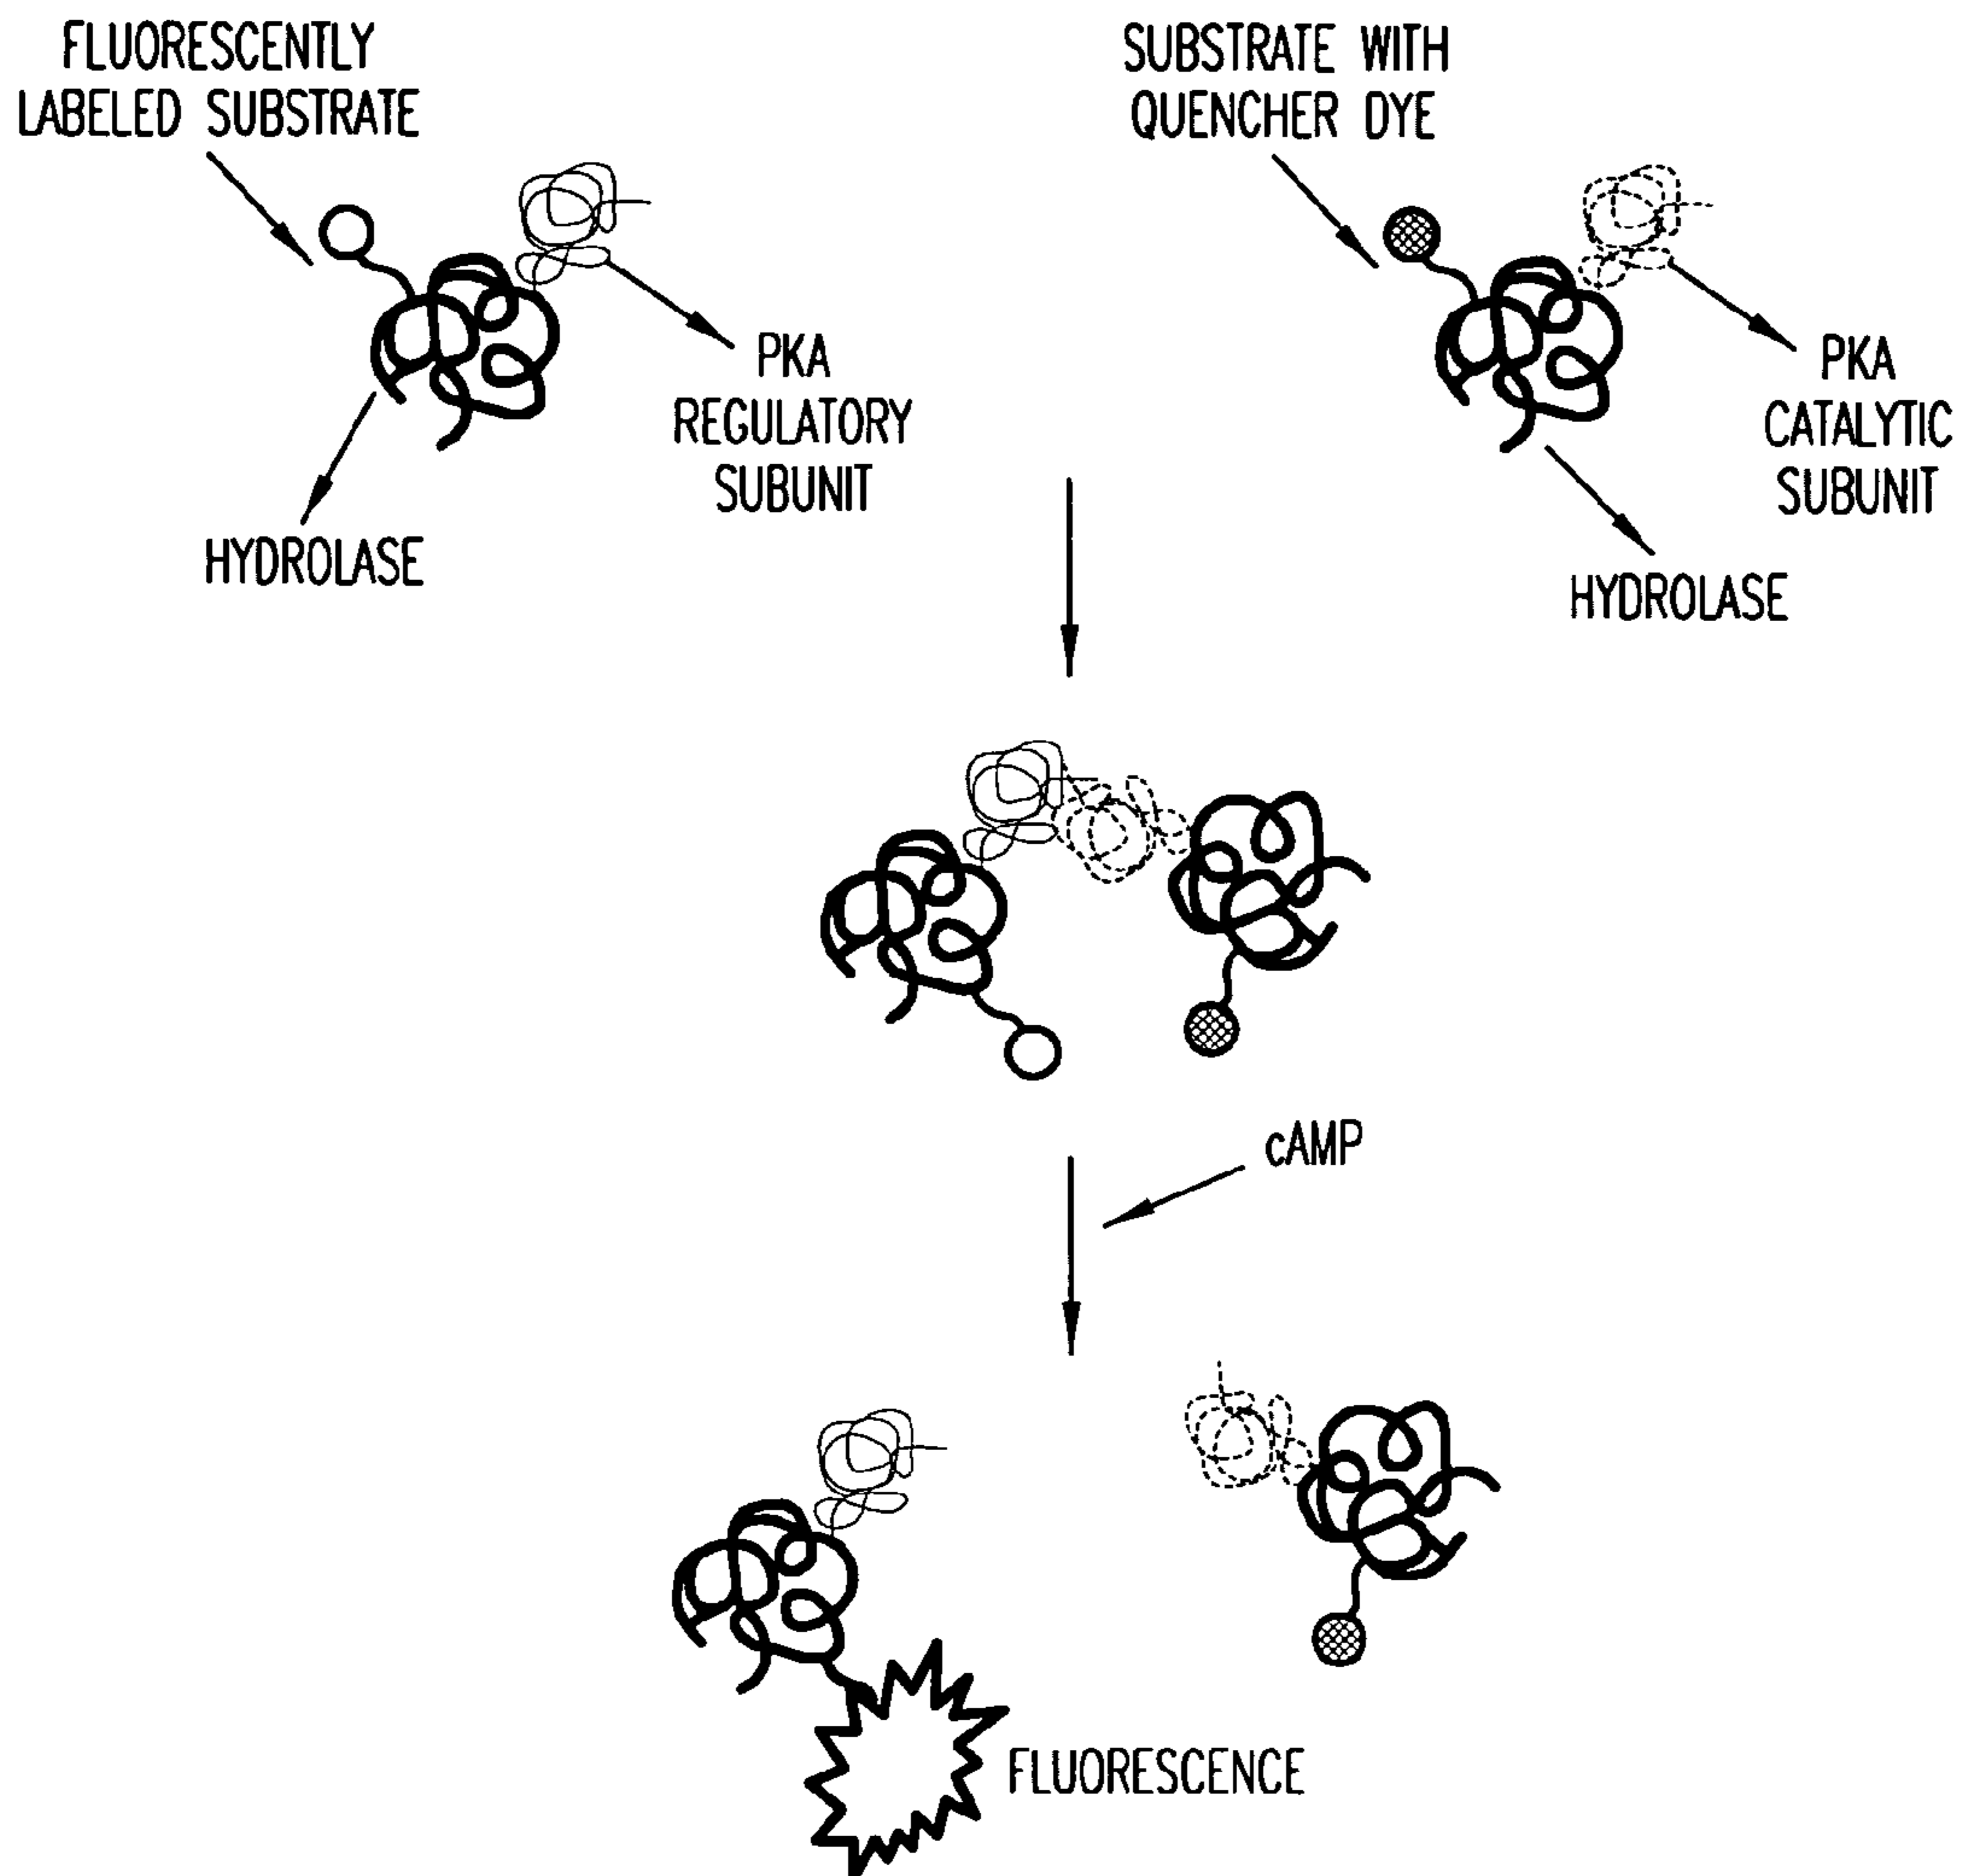 FLUORESCENTLY
LABELED SUBSTRATE
SUBSTRATE WITH
QUENCHER DYE
PKA
REGULATORY
SUBUNIT
PKA
CATALYTIC
SUBUNIT
HYDROLASE
HYDROLASE
cAMP
FLUORESCENCE